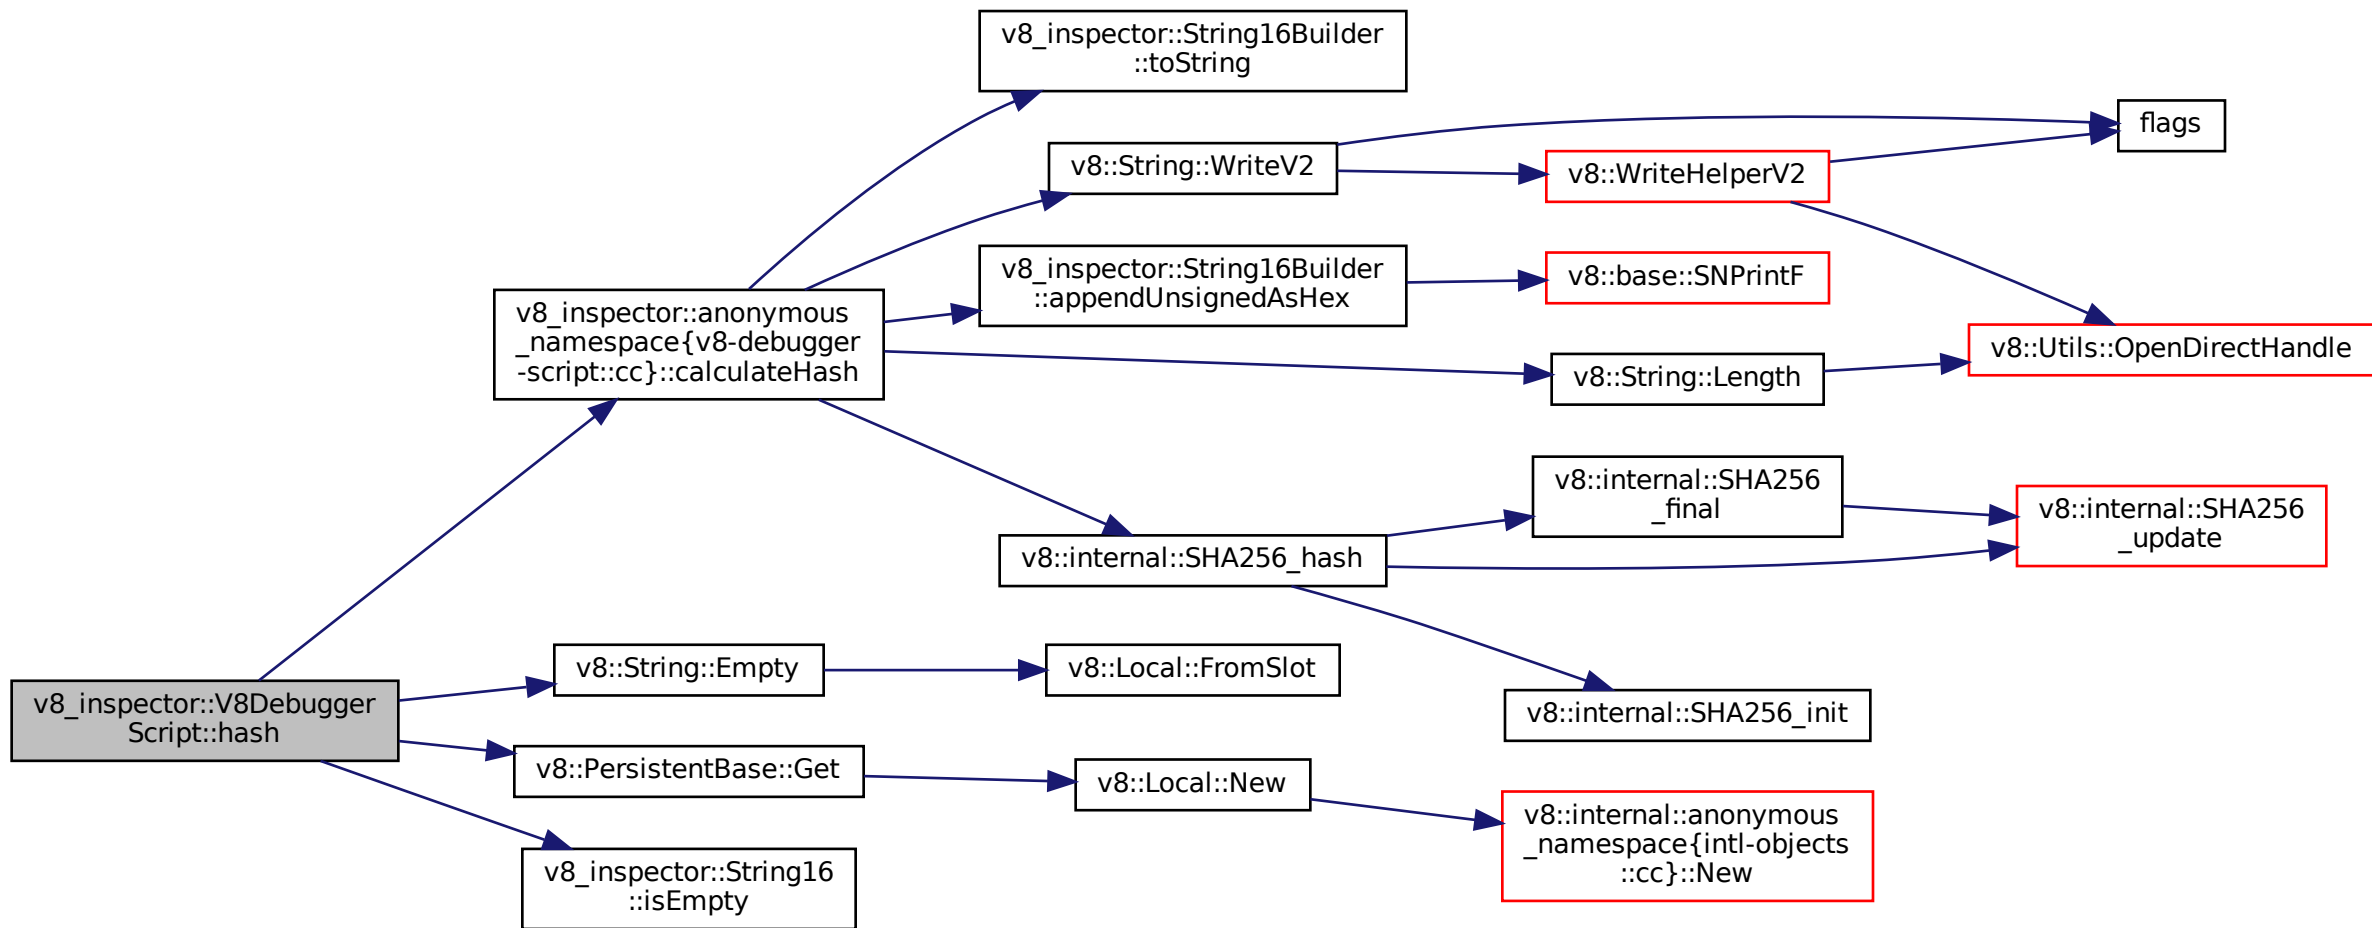 v8_inspector::V8Debugger
Script::hash
v8_inspector::anonymous
_namespace{v8-debugger
-script::cc}::calculateHash
v8::String::Empty
v8::PersistentBase::Get
v8_inspector::String16
::isEmpty
v8_inspector::String16Builder
::toString
v8::String::WriteV2
v8_inspector::String16Builder
::appendUnsignedAsHex
v8::String::Length
v8::internal::SHA256_hash
v8::Local::FromSlot
v8::Local::New
flags
v8::WriteHelperV2
v8::base::SNPrintF
v8::Utils::OpenDirectHandle
v8::internal::SHA256
_final
v8::internal::SHA256
_update
v8::internal::SHA256_init
v8::internal::anonymous
_namespace{intl-objects
::cc}::New